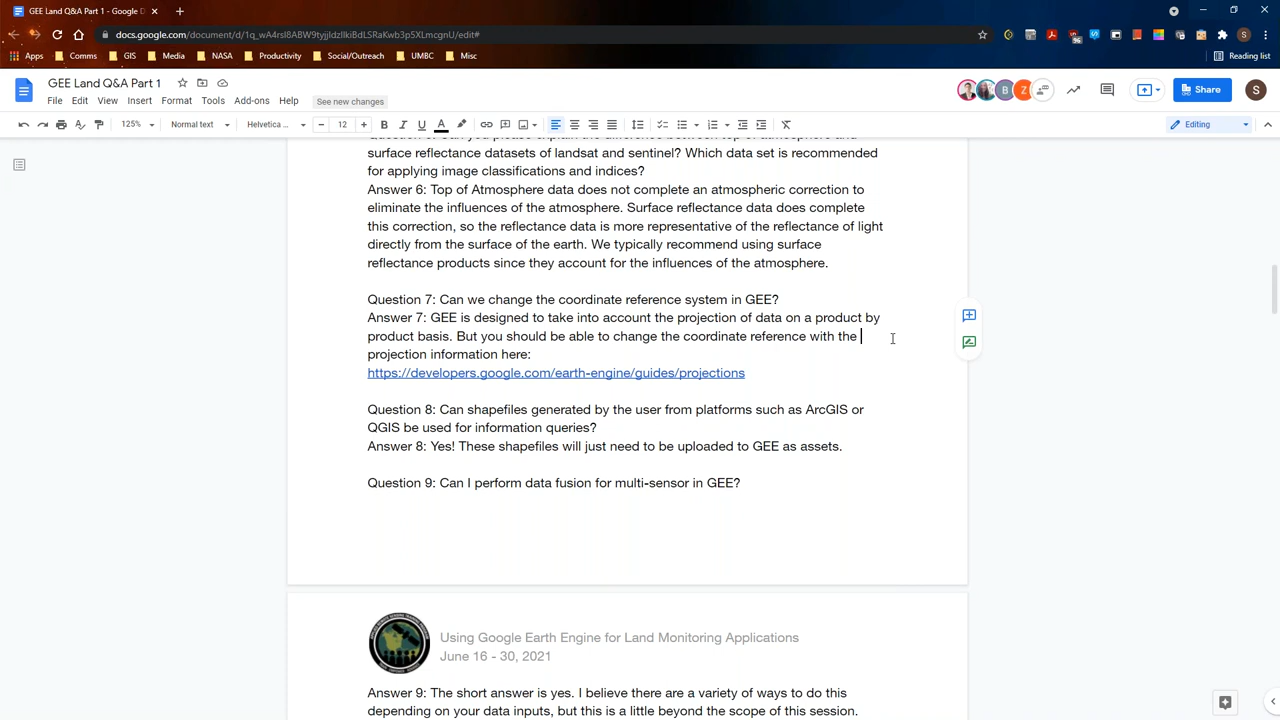 GEE Land Q&A Part 1 - Google D
docs.google.com/document/d/1q_wA4rsI8ABW9tyjjIdzIlkiBdLSRaKwb3p5XLmcgnU/edit#
Apps Comms GIS Media NASA Productivity Social/Outreach UMBC Misc Reading list
GEE Land Q&A Part 1
File Edit View Insert Format Tools Add-ons Help See new changes
B Z Share S
125% Normal text Helvetica ... 12 B I U A Editing
surface reflectance datasets of landsat and sentinel? Which data set is recommended
for applying image classifications and indices?
Answer 6: Top of Atmosphere data does not complete an atmospheric correction to
eliminate the influences of the atmosphere. Surface reflectance data does complete
this correction, so the reflectance data is more representative of the reflectance of light
directly from the surface of the earth. We typically recommend using surface
reflectance products since they account for the influences of the atmosphere.
Question 7: Can we change the coordinate reference system in GEE?
Answer 7: GEE is designed to take into account the projection of data on a product by
product basis. But you should be able to change the coordinate reference with the
projection information here:
https://developers.google.com/earth-engine/guides/projections
Question 8: Can shapefiles generated by the user from platforms such as ArcGIS or
QGIS be used for information queries?
Answer 8: Yes! These shapefiles will just need to be uploaded to GEE as assets.
Question 9: Can I perform data fusion for multi-sensor in GEE?
Using Google Earth Engine for Land Monitoring Applications
June 16 - 30, 2021
Answer 9: The short answer is yes. I believe there are a variety of ways to do this
depending on your data inputs, but this is a little beyond the scope of this session.